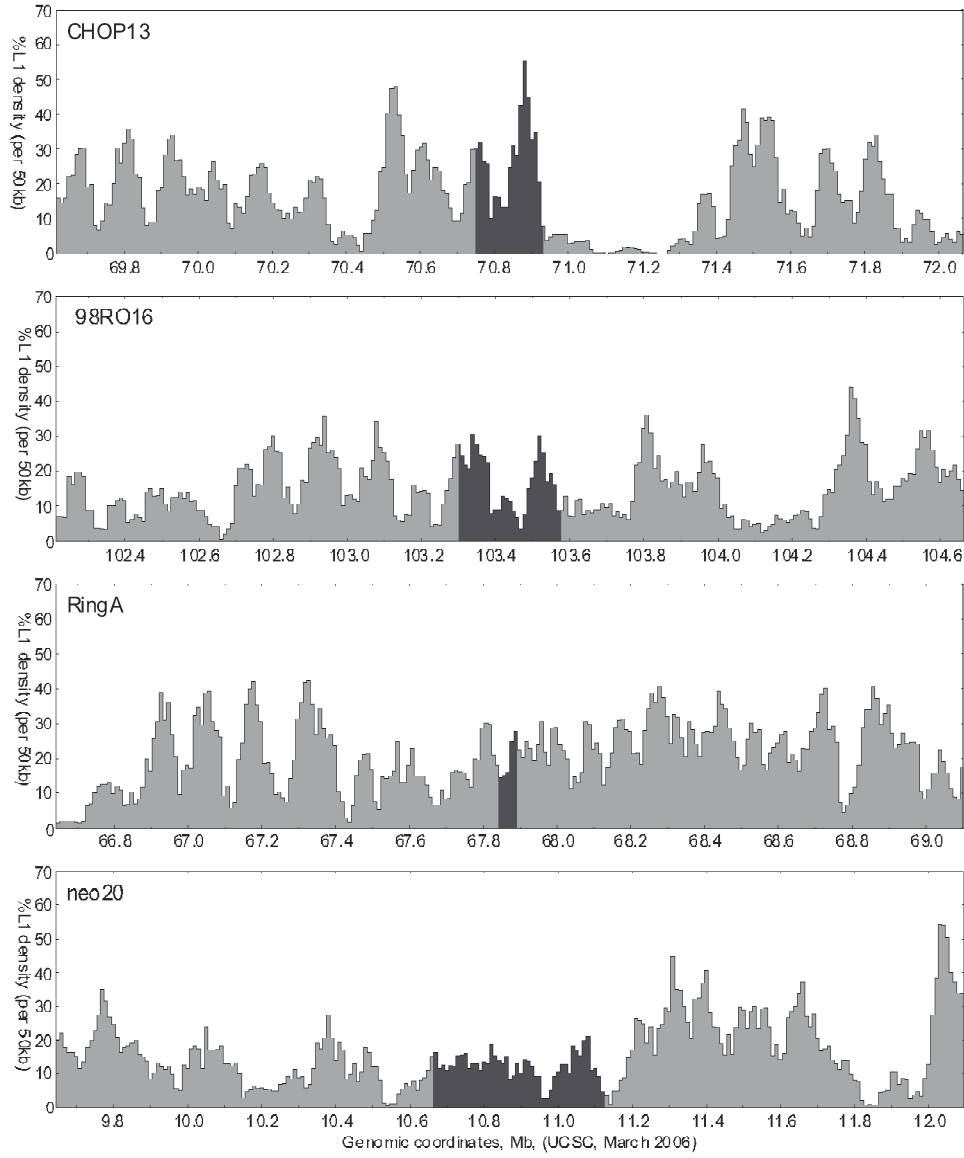 70
CHOP13
60
50
40
30
20
10
0
%L1 density (per 50kb)
69.8 70.0 70.2 70.4 70.6 70.8 71.0 71.2 71.4 71.6 71.8 72.0
70
98RO16
60
50
40
30
20
10
0
%L1 density (per 50kb)
102.4 102.6 102.8 103.0 103.2 103.4 103.6 103.8 104.0 104.2 104.4 104.6
70
RingA
60
50
40
30
20
10
0
%L1 density (per 50kb)
66.8 67.0 67.2 67.4 67.6 67.8 68.0 68.2 68.4 68.6 68.8 69.0
70
neo20
60
50
40
30
20
10
0
%L1 density (per 50kb)
9.8 10.0 10.2 10.4 10.6 10.8 11.0 11.2 11.4 11.6 11.8 12.0
Genomic coordinates, Mb, (UCSC, March 2006)